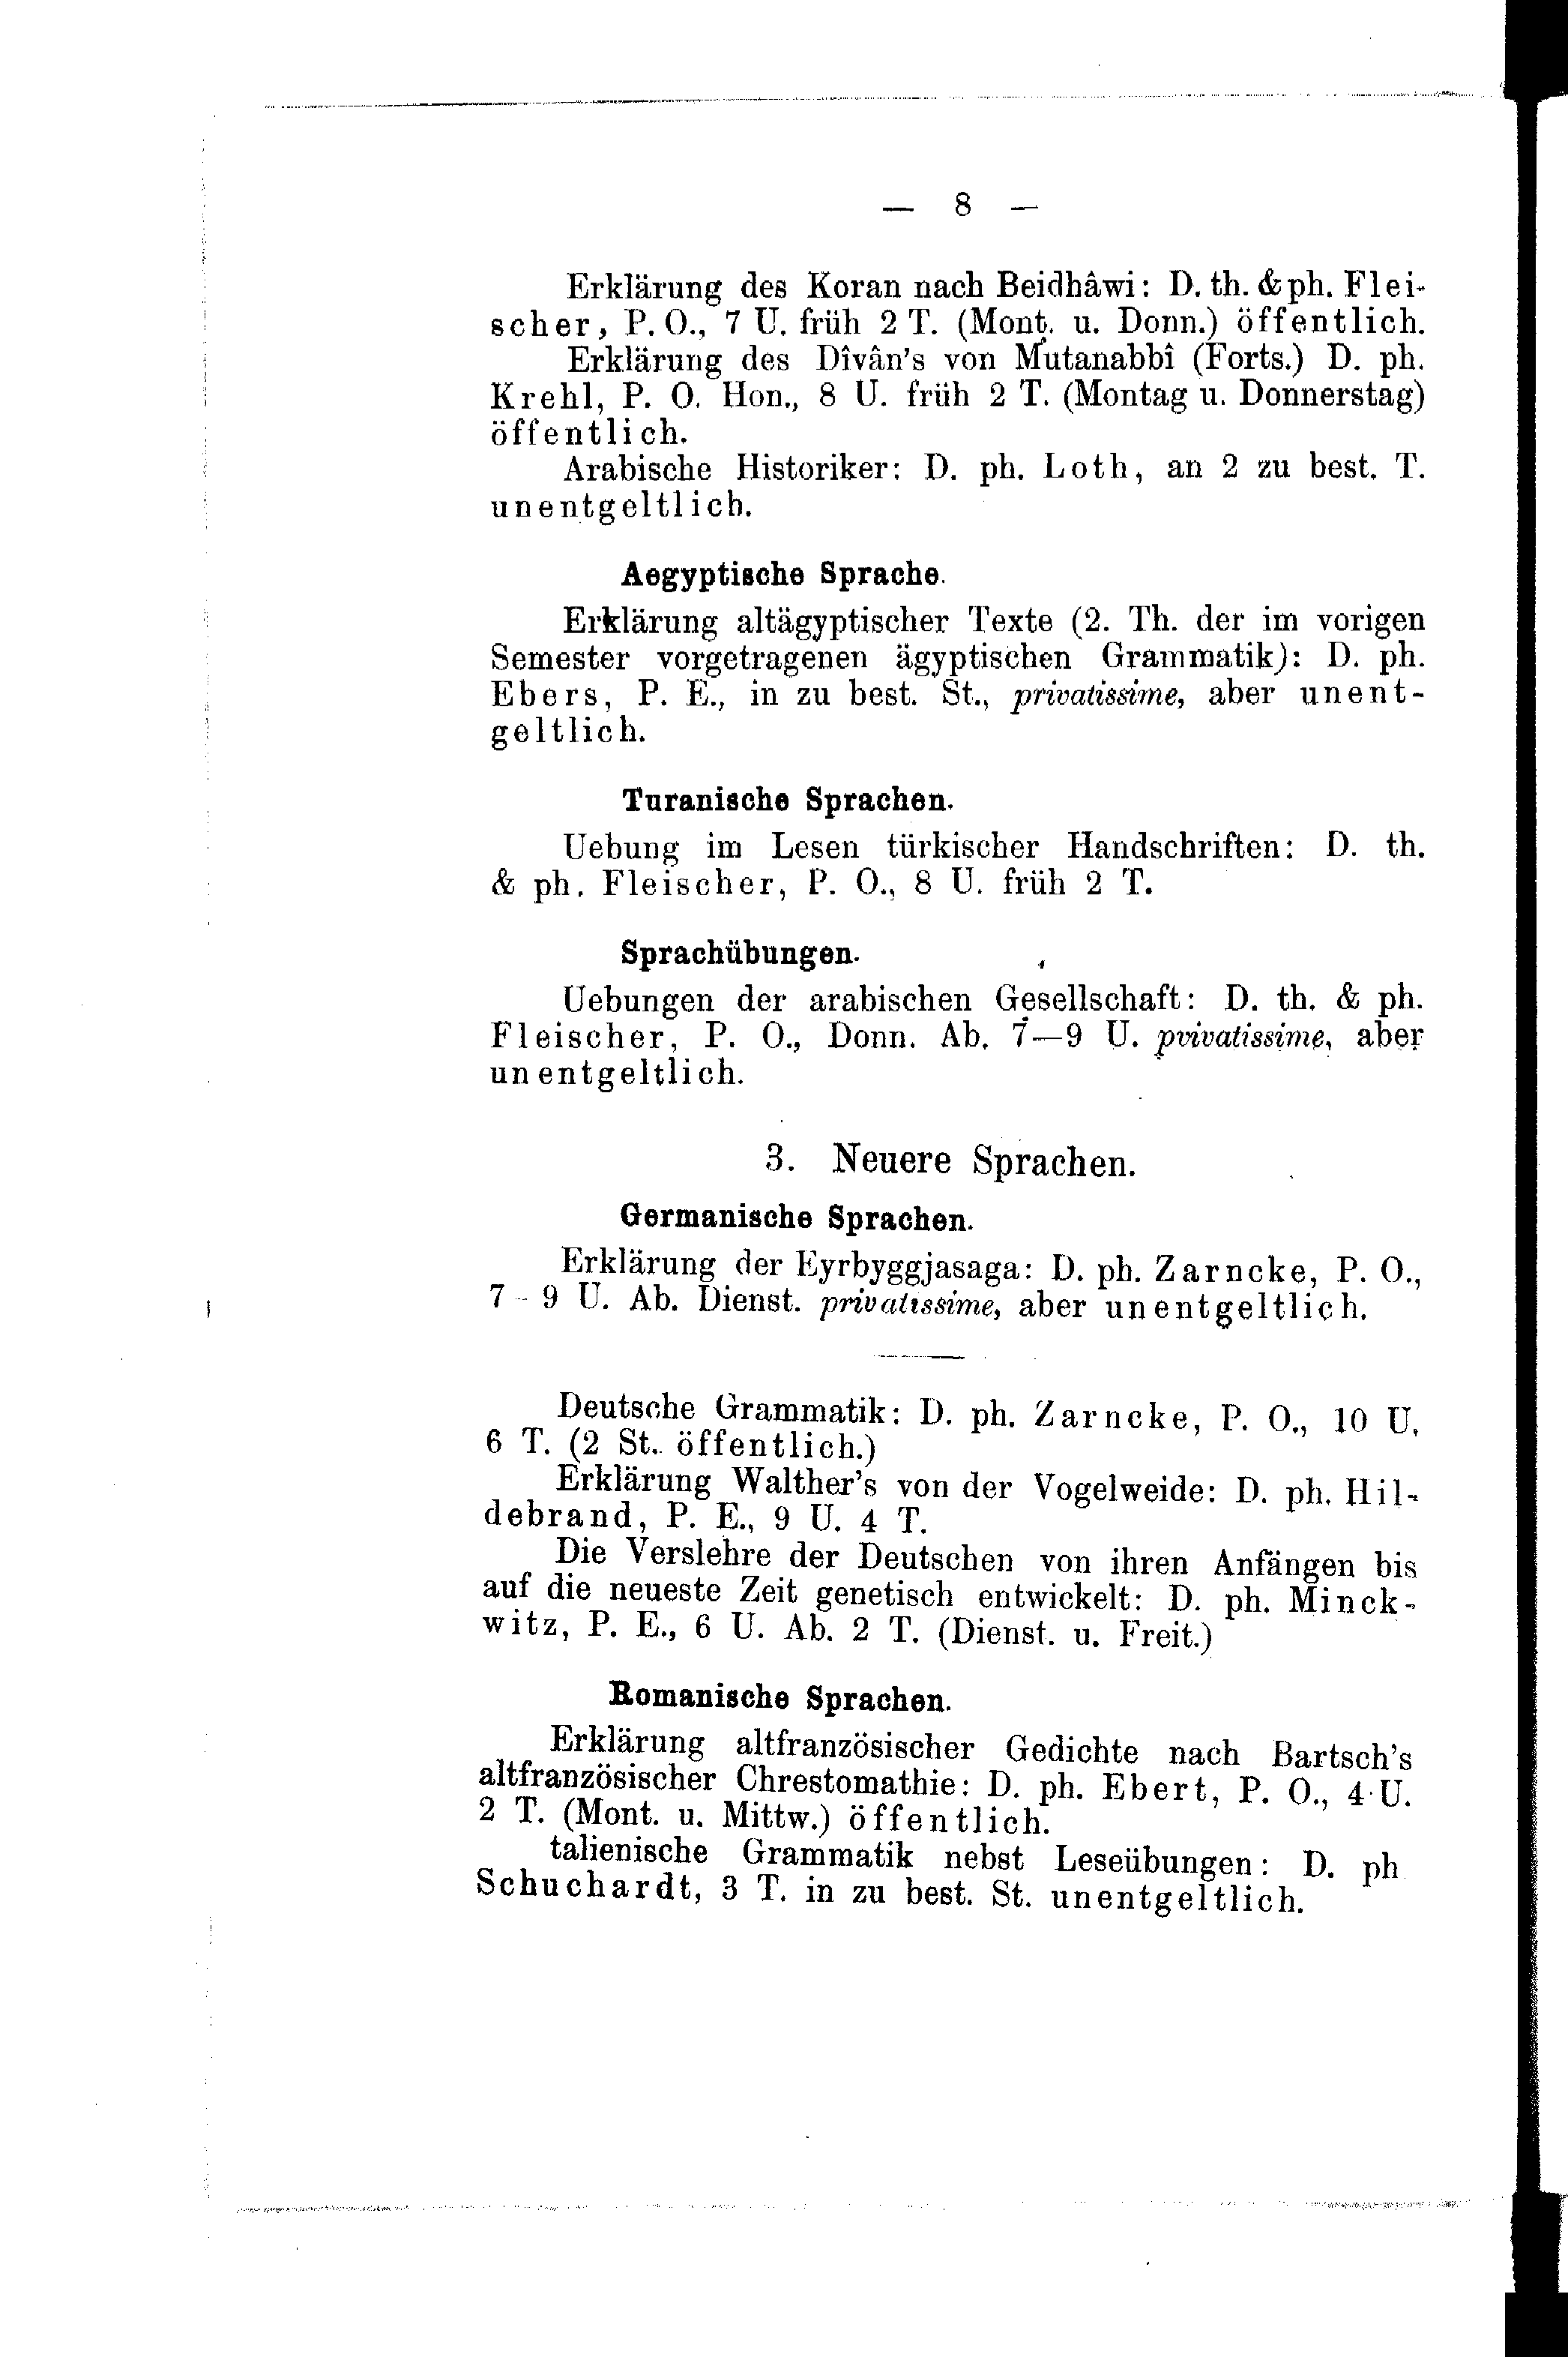 — 8 —
Erklärung des Koran nach Beidhâwi: D. th. & ph. Flei-
scher, P. O., 7 U. früh 2 T. (Mont. u. Donn.) öffentlich.
Erklärung des Dîvân's von Mutanabbî (Forts.) D. ph.
Krehl, P. O. Hon., 8 U. früh 2 T. (Montag u. Donnerstag)
öffentlich.
Arabische Historiker: D. ph. Loth, an 2 zu best. T.
unentgeltlich.
Aegyptische Sprache.
Erklärung altägyptischer Texte (2. Th. der im vorigen
Semester vorgetragenen ägyptischen Grammatik): D. ph.
Ebers, P. E., in zu best. St., privatissime, aber unent-
geltlich.
Turanische Sprachen.
Uebung im Lesen türkischer Handschriften: D. th.
& ph. Fleischer, P. O., 8 U. früh 2 T.
Sprachübungen.
Uebungen der arabischen Gesellschaft: D. th. & ph.
Fleischer, P. O., Donn. Ab. 7—9 U. pvivatissime, aber
unentgeltlich.
3. Neuere Sprachen.
Germanische Sprachen.
Erklärung der Eyrbyggjasaga: D. ph. Zarncke, P. O.,
7-9 U. Ab. Dienst. privatissime, aber unentgeltlich.
Deutsche Grammatik: D. ph. Zarncke, P. O., 10 U.
6 T. (2 St. öffentlich.)
Erklärung Walther's von der Vogelweide: D. ph. Hil-
debrand, P. E., 9 U. 4 T.
Die Verslehre der Deutschen von ihren Anfängen bis
auf die neueste Zeit genetisch entwickelt: D. ph. Minck-
witz, P. E., 6 U. Ab. 2 T. (Dienst. u. Freit.)
Romanische Sprachen.
Erklärung altfranzösischer Gedichte nach Bartsch's
altfranzösischer Chrestomathie: D. ph. Ebert, P. O., 4 U.
2 T. (Mont. u. Mittw.) öffentlich.
talienische Grammatik nebst Leseübungen: D. ph
Schuchardt, 3 T. in zu best. St. unentgeltlich.